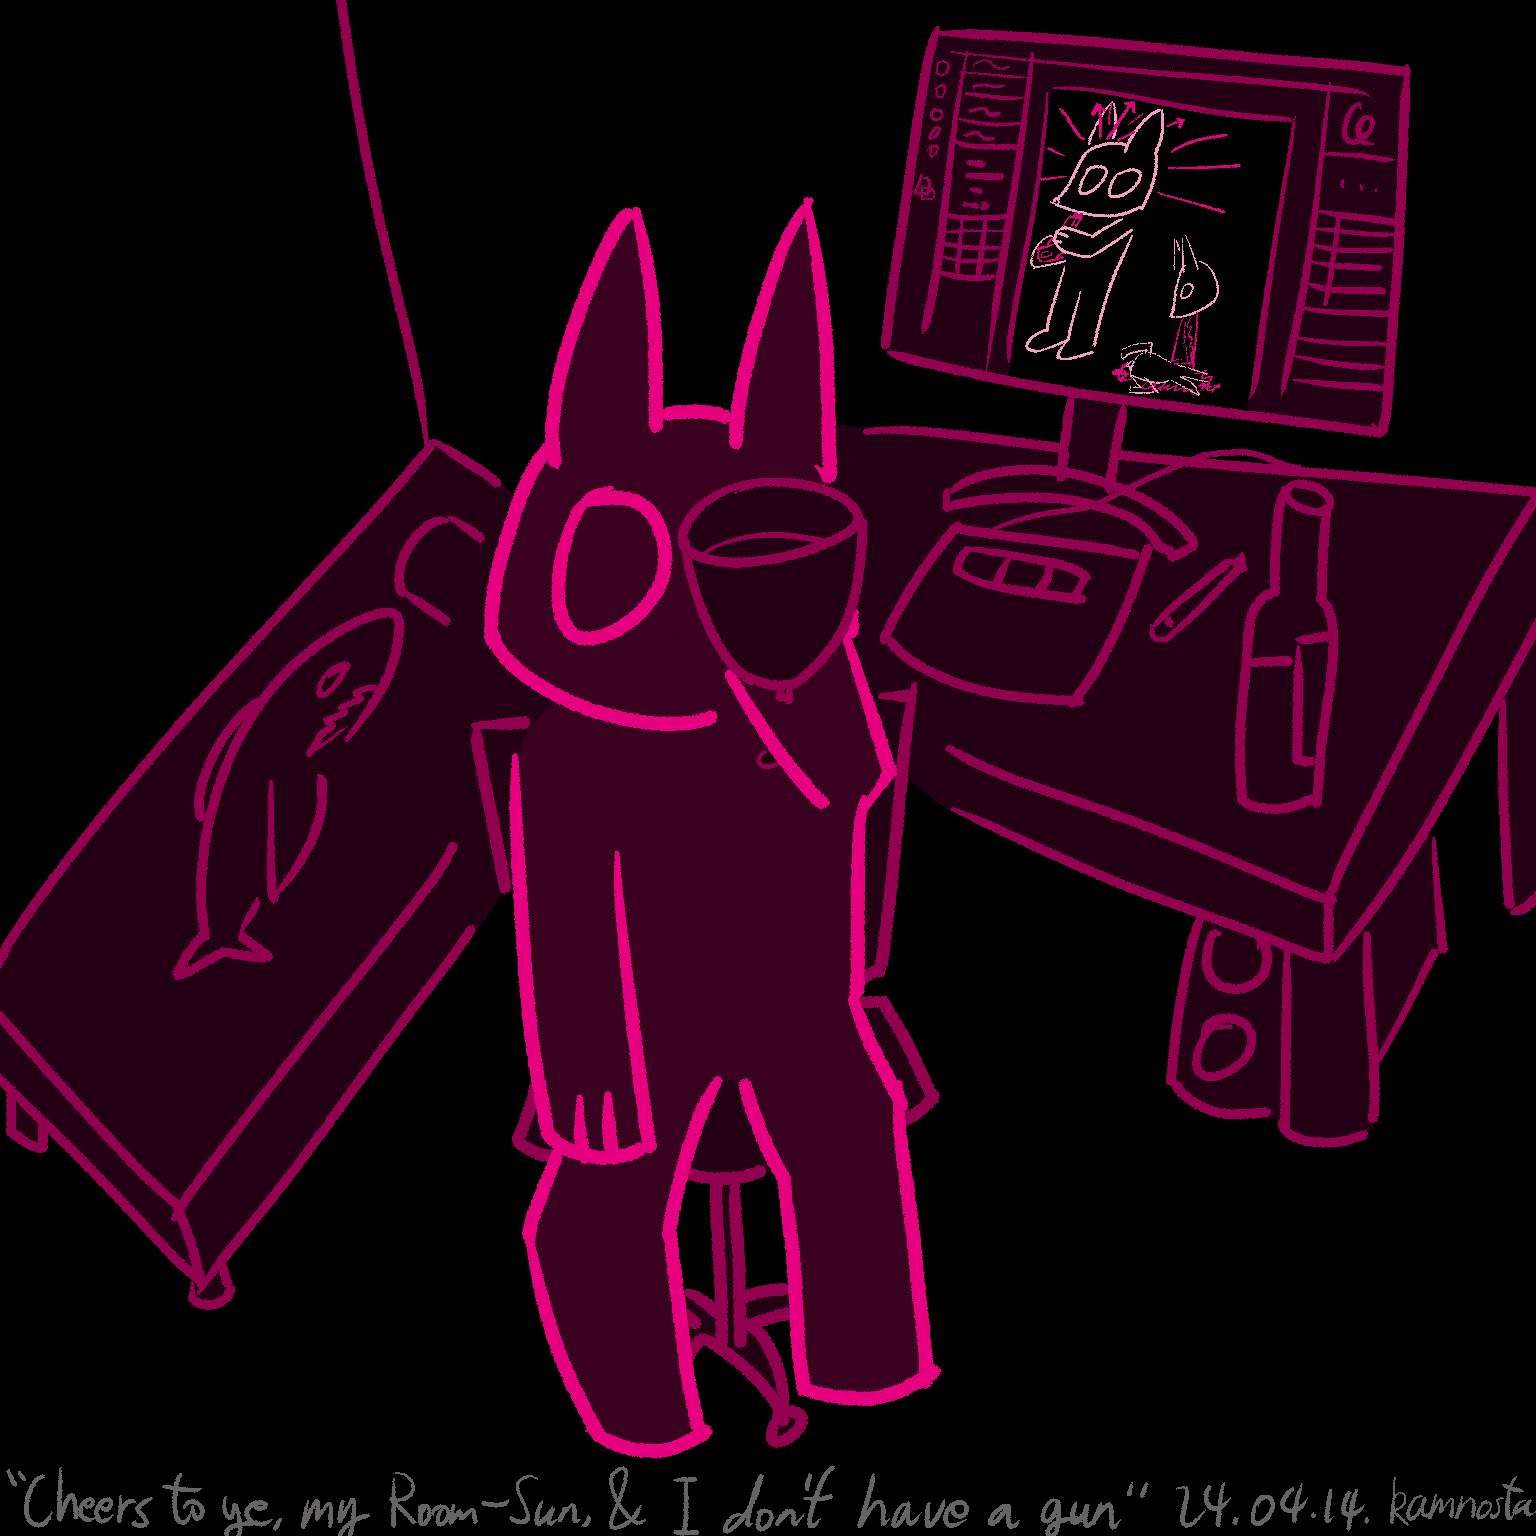 "Cheers to ye, my Room-Sun, & I don't have a gun" 24.04.14. kamnosta